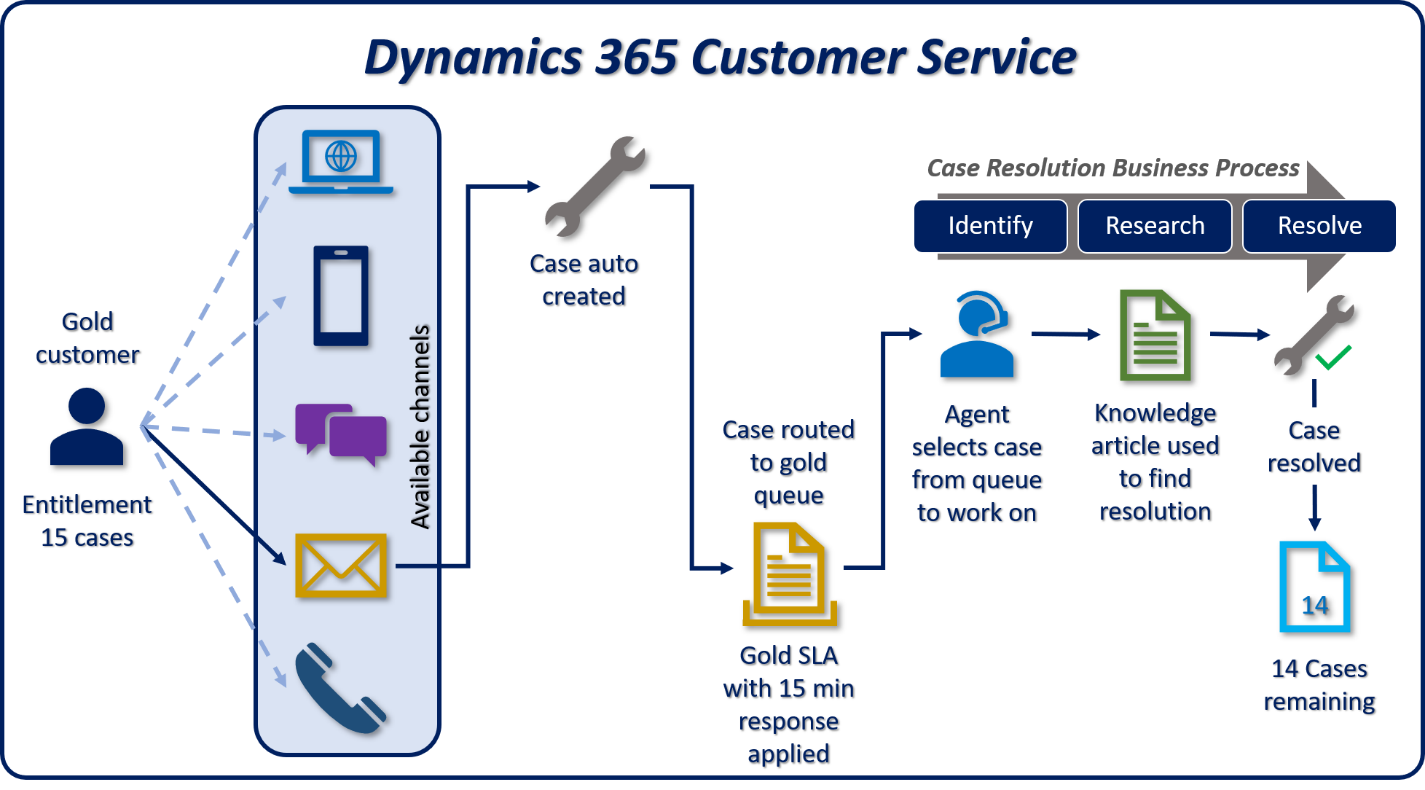 Dynamics 365 Customer Service
Gold
customer
Entitlement
15 cases
Available channels
Case auto
created
Case routed
to gold
queue
Gold SLA
with 15 min
response
applied
Case Resolution Business Process
Identify
Research
Resolve
Agent
selects case
from queue
to work on
Knowledge
article used
to find
resolution
Case
resolved
14
14 Cases
remaining